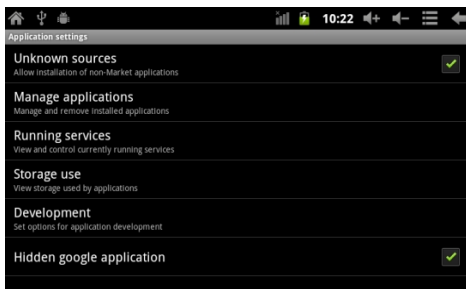 10:22
Application settings
Unknown sources
Allow installation of non-Market applications
Manage applications
Manage and remove installed applications
Running services
View and control currently running services
Storage use
View storage used by applications
Development
Set options for application development
Hidden google application